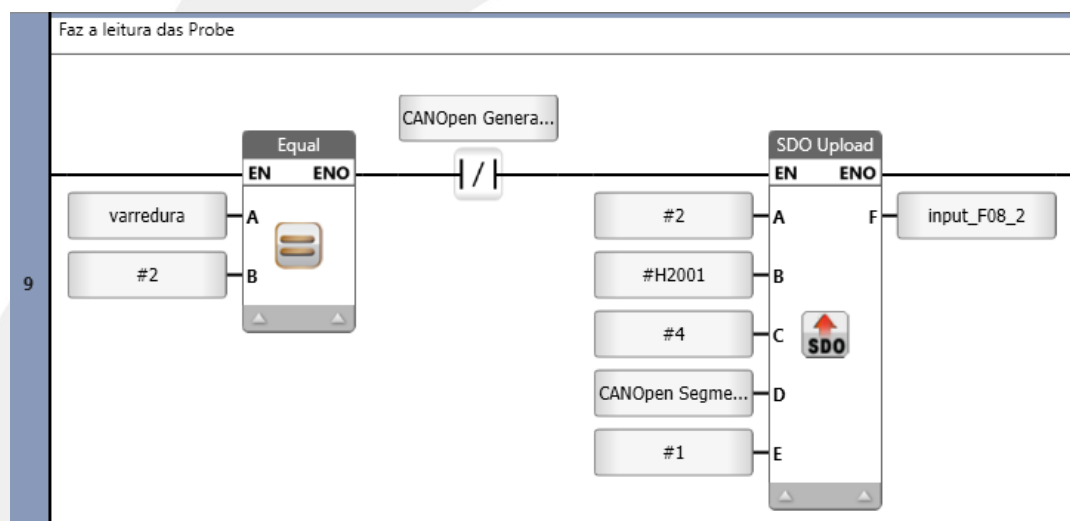 Faz a leitura das Probe
CANOpen Genera...
Equal
EN ENO
/
varredura A
#2 B
SDO Upload
EN ENO
#2 A F input_F08_2
#H2001 B
#4 C
SDO
CANOpen Segme... D
#1 E
9